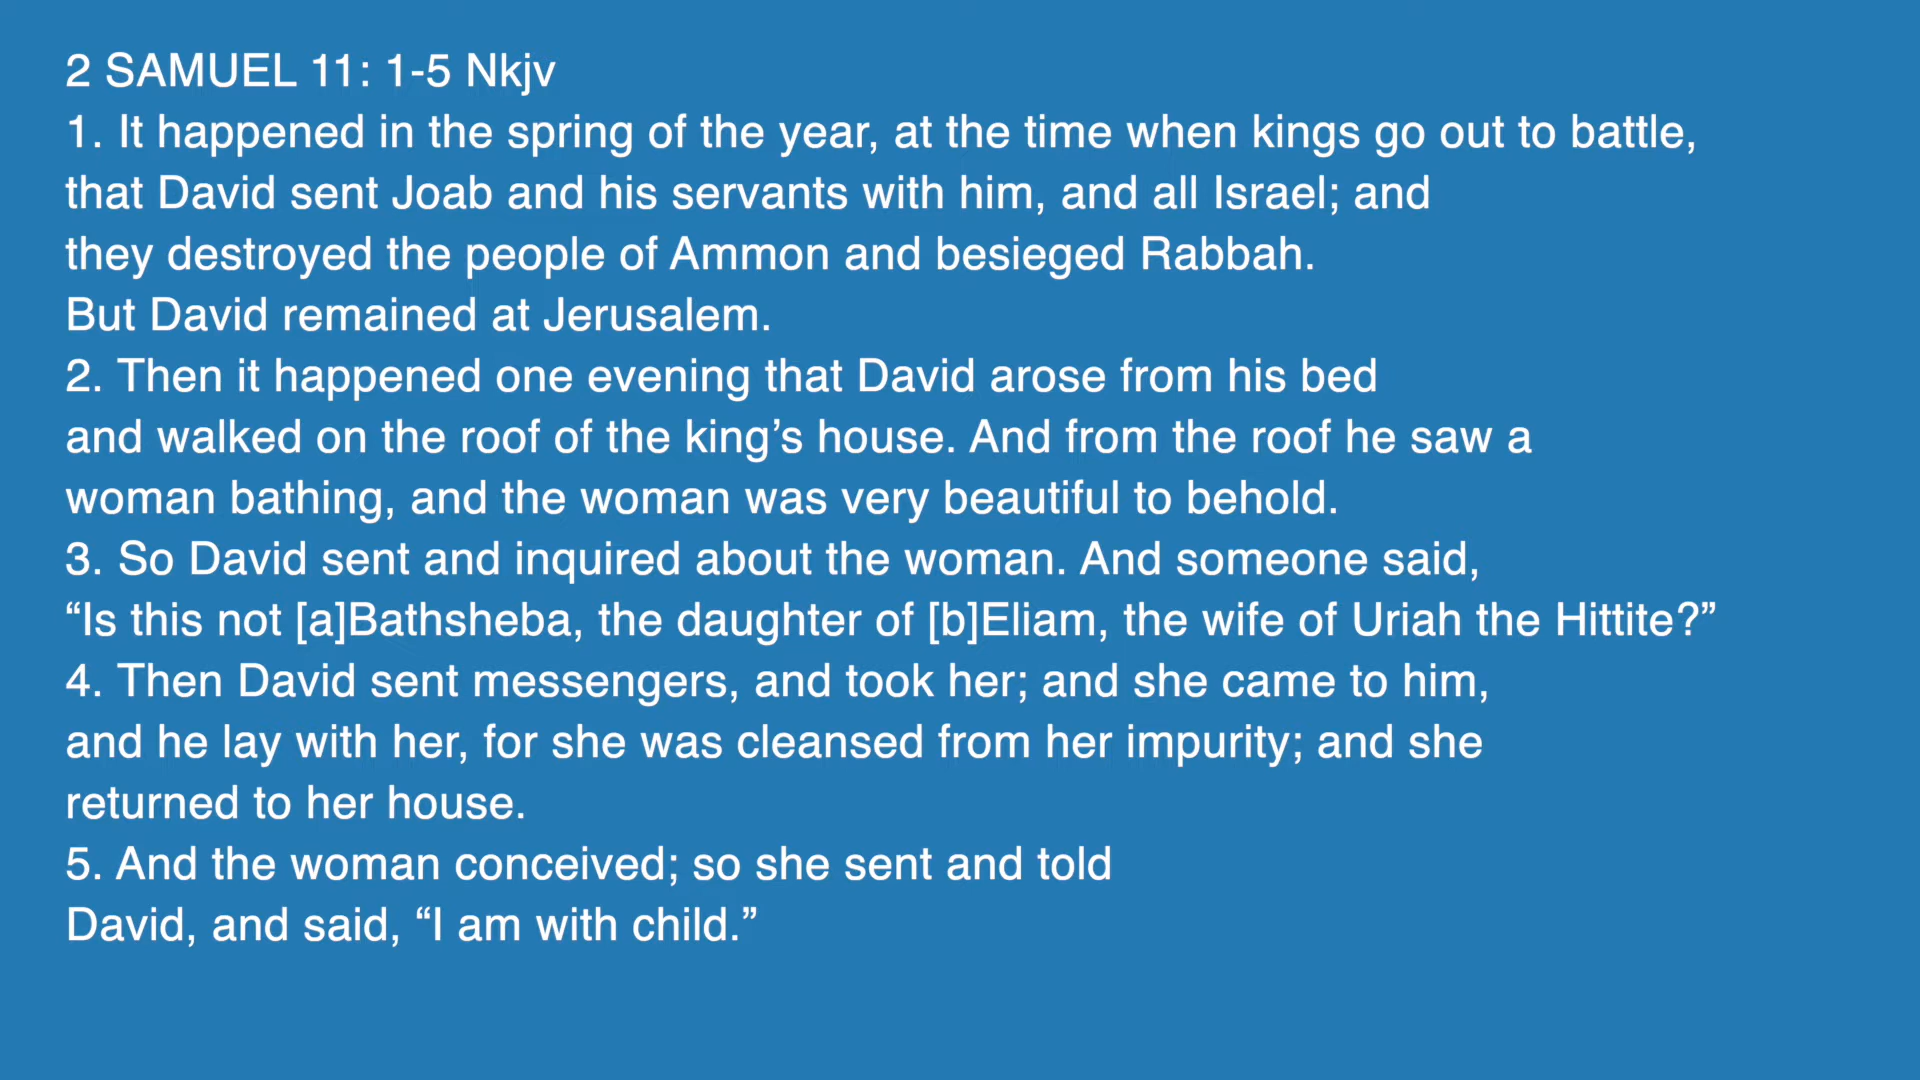 2 SAMUEL 11: 1-5 Nkjv
1. It happened in the spring of the year, at the time when kings go out to battle,
that David sent Joab and his servants with him, and all Israel; and
they destroyed the people of Ammon and besieged Rabbah.
But David remained at Jerusalem.
2. Then it happened one evening that David arose from his bed
and walked on the roof of the king’s house. And from the roof he saw a
woman bathing, and the woman was very beautiful to behold.
3. So David sent and inquired about the woman. And someone said,
“Is this not [a]Bathsheba, the daughter of [b]Eliam, the wife of Uriah the Hittite?”
4. Then David sent messengers, and took her; and she came to him,
and he lay with her, for she was cleansed from her impurity; and she
returned to her house.
5. And the woman conceived; so she sent and told
David, and said, “I am with child.”